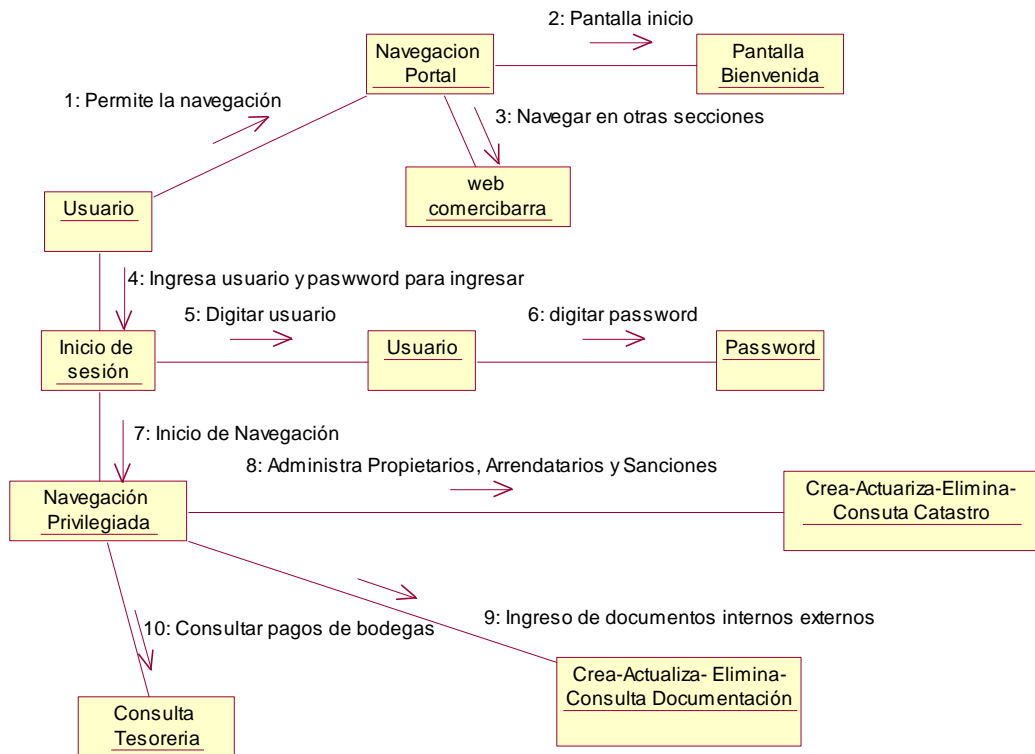 2: Pantalla inicio
Navegacion
Portal
Pantalla
Bienvenida
1: Permite la navegación
3: Navegar en otras secciones
web
comercibarra
Usuario
4: Ingresa usuario y paswword para ingresar
5: Digitar usuario
6: digitar password
Inicio de
sesión
Usuario
Password
7: Inicio de Navegación
8: Administra Propietarios, Arrendatarios y Sanciones
Navegación
Privilegiada
Crea-Actuariza-Elimina-
Consuta Catastro
9: Ingreso de documentos internos externos
10: Consultar pagos de bodegas
Crea-Actualiza- Elimina-
Consulta Documentación
Consulta
Tesoreria